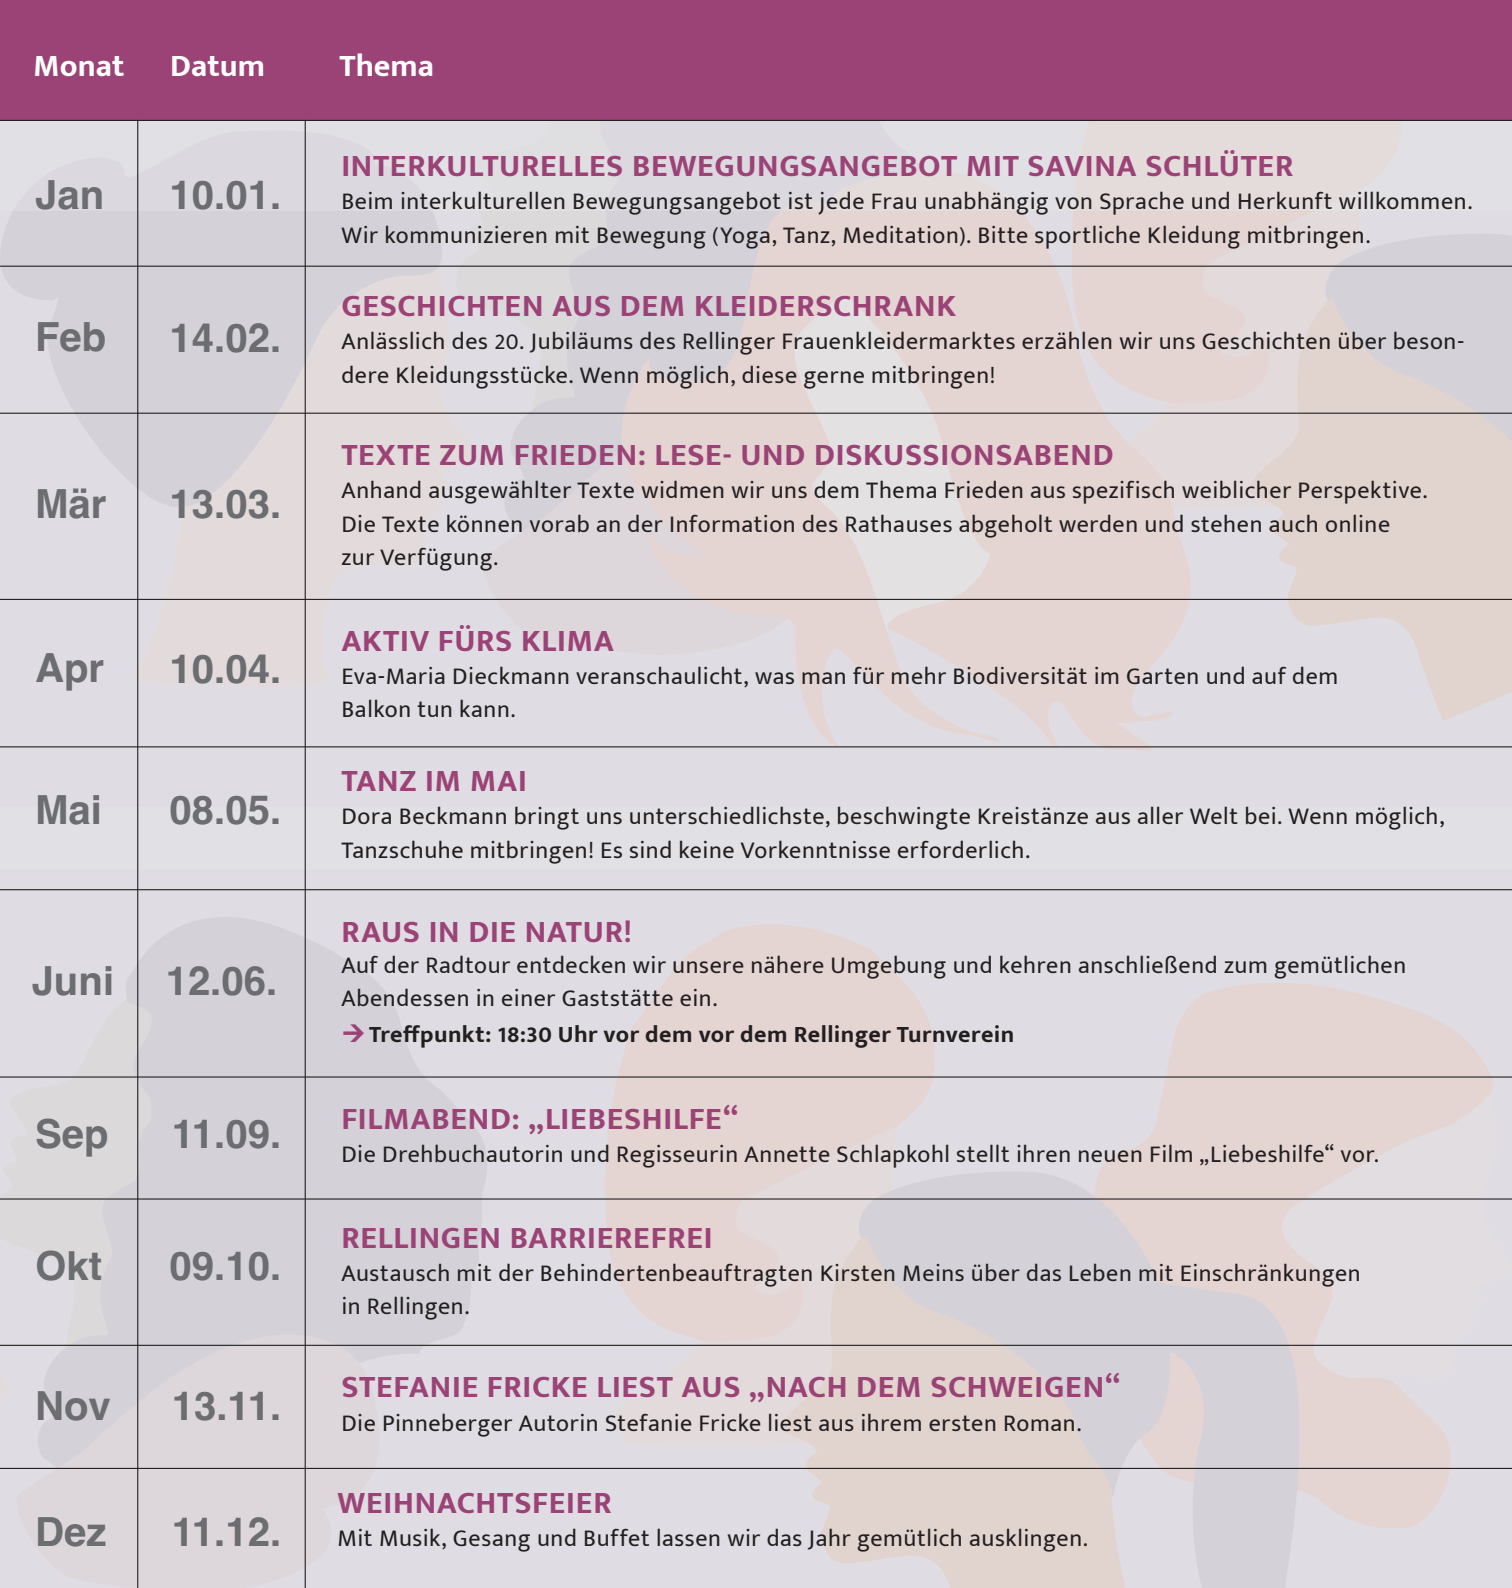 Monat Datum Thema
Jan 10.01. INTERKULTURELLES BEWEGUNGSANGEBOT MIT SAVINA SCHLÜTER
Beim interkulturellen Bewegungsangebot ist jede Frau unabhängig von Sprache und Herkunft willkommen.
Wir kommunizieren mit Bewegung (Yoga, Tanz, Meditation). Bitte sportliche Kleidung mitbringen.
Feb 14.02. GESCHICHTEN AUS DEM KLEIDERSCHRANK
Anlässlich des 20. Jubiläums des Rellinger Frauenkleidermarktes erzählen wir uns Geschichten über beson-
dere Kleidungsstücke. Wenn möglich, diese gerne mitbringen!
Mär 13.03. TEXTE ZUM FRIEDEN: LESE- UND DISKUSSIONSABEND
Anhand ausgewählter Texte widmen wir uns dem Thema Frieden aus spezifisch weiblicher Perspektive.
Die Texte können vorab an der Information des Rathauses abgeholt werden und stehen auch online
zur Verfügung.
Apr 10.04. AKTIV FÜRS KLIMA
Eva-Maria Dieckmann veranschaulicht, was man für mehr Biodiversität im Garten und auf dem
Balkon tun kann.
Mai 08.05. TANZ IM MAI
Dora Beckmann bringt uns unterschiedlichste, beschwingte Kreistänze aus aller Welt bei. Wenn möglich,
Tanzschuhe mitbringen! Es sind keine Vorkenntnisse erforderlich.
Juni 12.06. RAUS IN DIE NATUR!
Auf der Radtour entdecken wir unsere nähere Umgebung und kehren anschließend zum gemütlichen
Abendessen in einer Gaststätte ein.
→ Treffpunkt: 18:30 Uhr vor dem vor dem Rellinger Turnverein
Sep 11.09. FILMABEND: „LIEBESHILFE“
Die Drehbuchautorin und Regisseurin Annette Schlapkohl stellt ihren neuen Film „Liebeshilfe“ vor.
Okt 09.10. RELLINGEN BARRIEREFREI
Austausch mit der Behindertenbeauftragten Kirsten Meins über das Leben mit Einschränkungen
in Rellingen.
Nov 13.11. STEFANIE FRICKE LIEST AUS „NACH DEM SCHWEIGEN“
Die Pinneberger Autorin Stefanie Fricke liest aus ihrem ersten Roman.
Dez 11.12. WEIHNACHTSFEIER
Mit Musik, Gesang und Buffet lassen wir das Jahr gemütlich ausklingen.